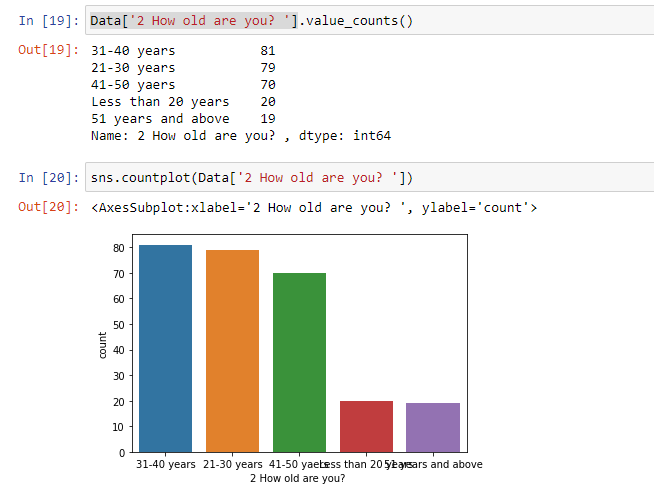 In [19]: Data['2 How old are you? '].value_counts()
Out[19]: 31-40 years 81
21-30 years 79
41-50 yaers 70
Less than 20 years 20
51 years and above 19
Name: 2 How old are you? , dtype: int64
In [20]: sns.countplot(Data['2 How old are you? '])
Out[20]: <AxesSubplot:xlabel='2 How old are you? ', ylabel='count'>
80
70
60
50
40
30
20
10
0
count
31-40 years 21-30 years 41-50 yaers Less than 20 years 51 years and above
2 How old are you?